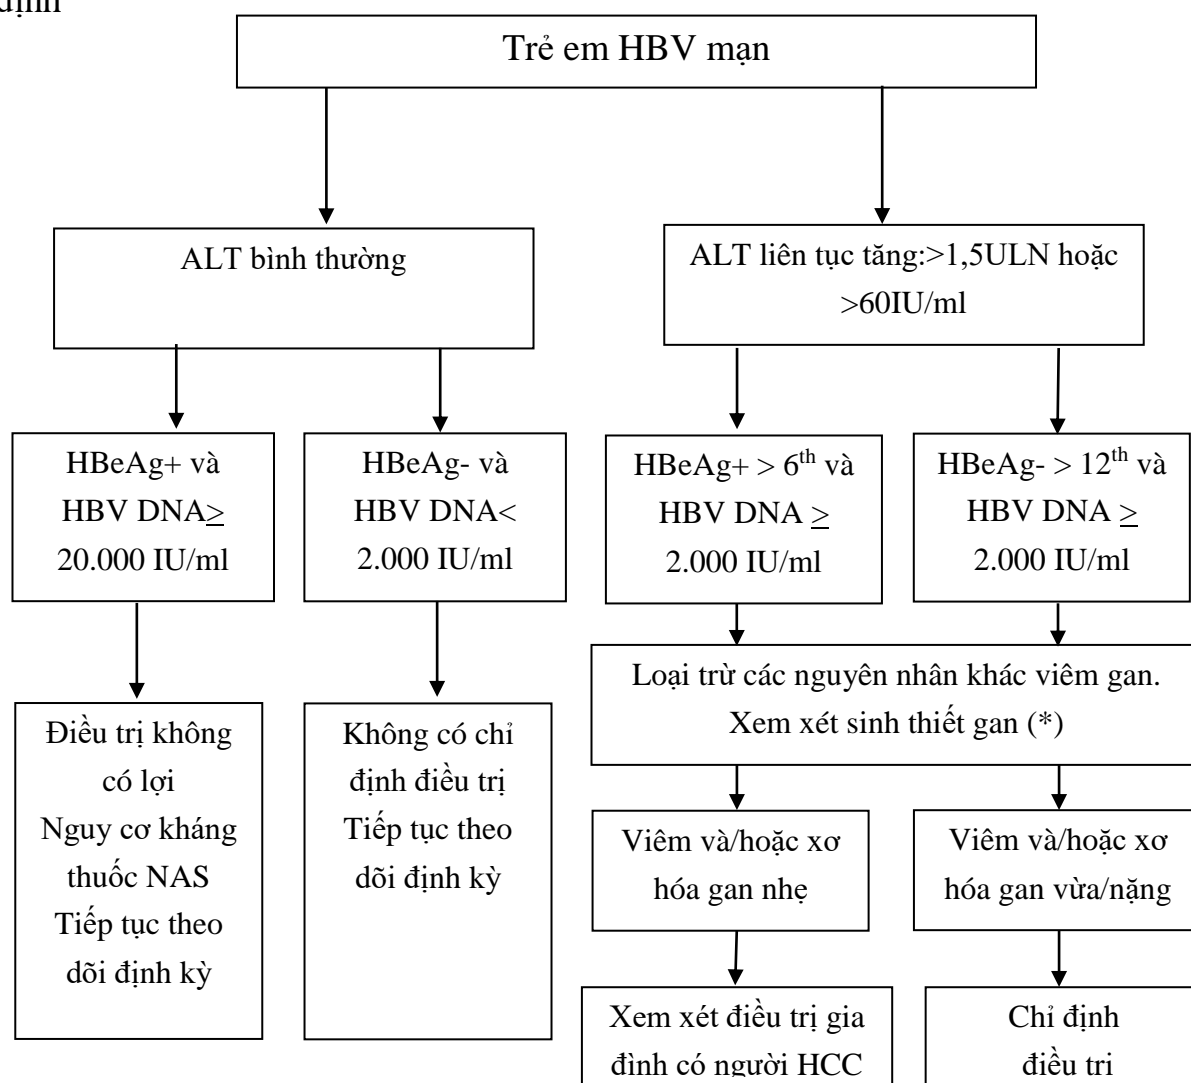 định
Trẻ em HBV mạn
ALT bình thường
ALT liên tục tăng:>1,5ULN hoặc
>60IU/ml
HBeAg+ và
HBV DNA≥
20.000 IU/ml
HBeAg- và
HBV DNA<
2.000 IU/ml
HBeAg+ > 6th và
HBV DNA ≥
2.000 IU/ml
HBeAg- > 12th và
HBV DNA ≥
2.000 IU/ml
Loại trừ các nguyên nhân khác viêm gan.
Xem xét sinh thiết gan (*)
Điều trị không
có lợi
Nguy cơ kháng
thuốc NAS
Tiếp tục theo
dõi định kỳ
Không có chỉ
định điều trị
Tiếp tục theo
dõi định kỳ
Viêm và/hoặc xơ
hóa gan nhẹ
Viêm và/hoặc xơ
hóa gan vừa/nặng
Xem xét điều trị gia
đình có người HCC
Chỉ định
điều trị